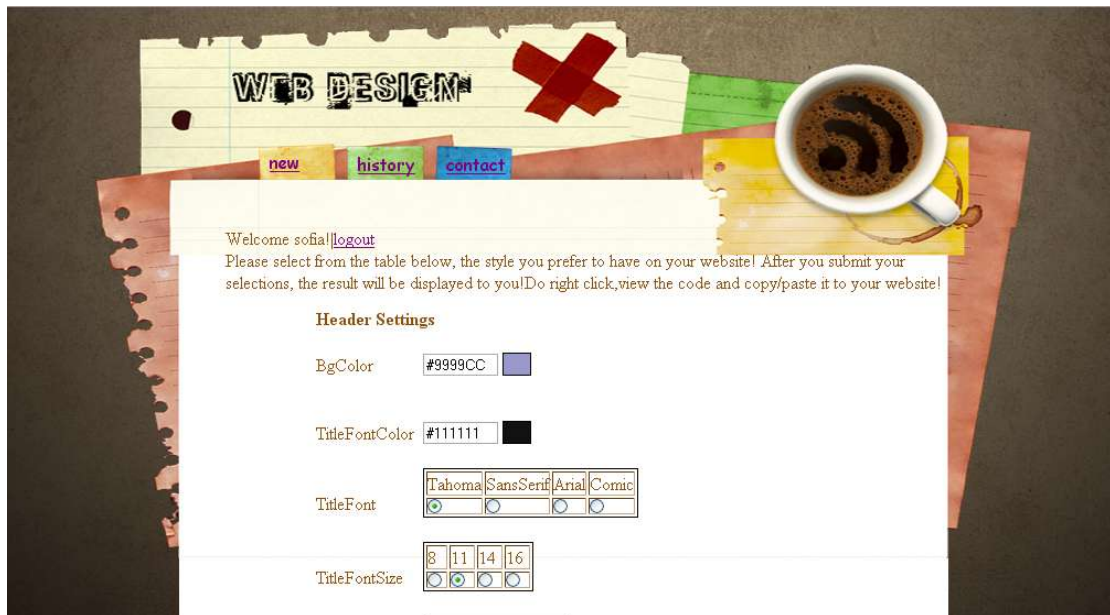 WEB DESIGN
new history contact
Welcome sofia!|logout
Please select from the table below, the style you prefer to have on your website! After you submit your
selections, the result will be displayed to you!Do right click,view the code and copy/paste it to your website!
Header Settings
BgColor #9999CC
TitleFontColor #111111
Tahoma SansSerif Arial Comic
TitleFont
8 11 14 16
TitleFontSize